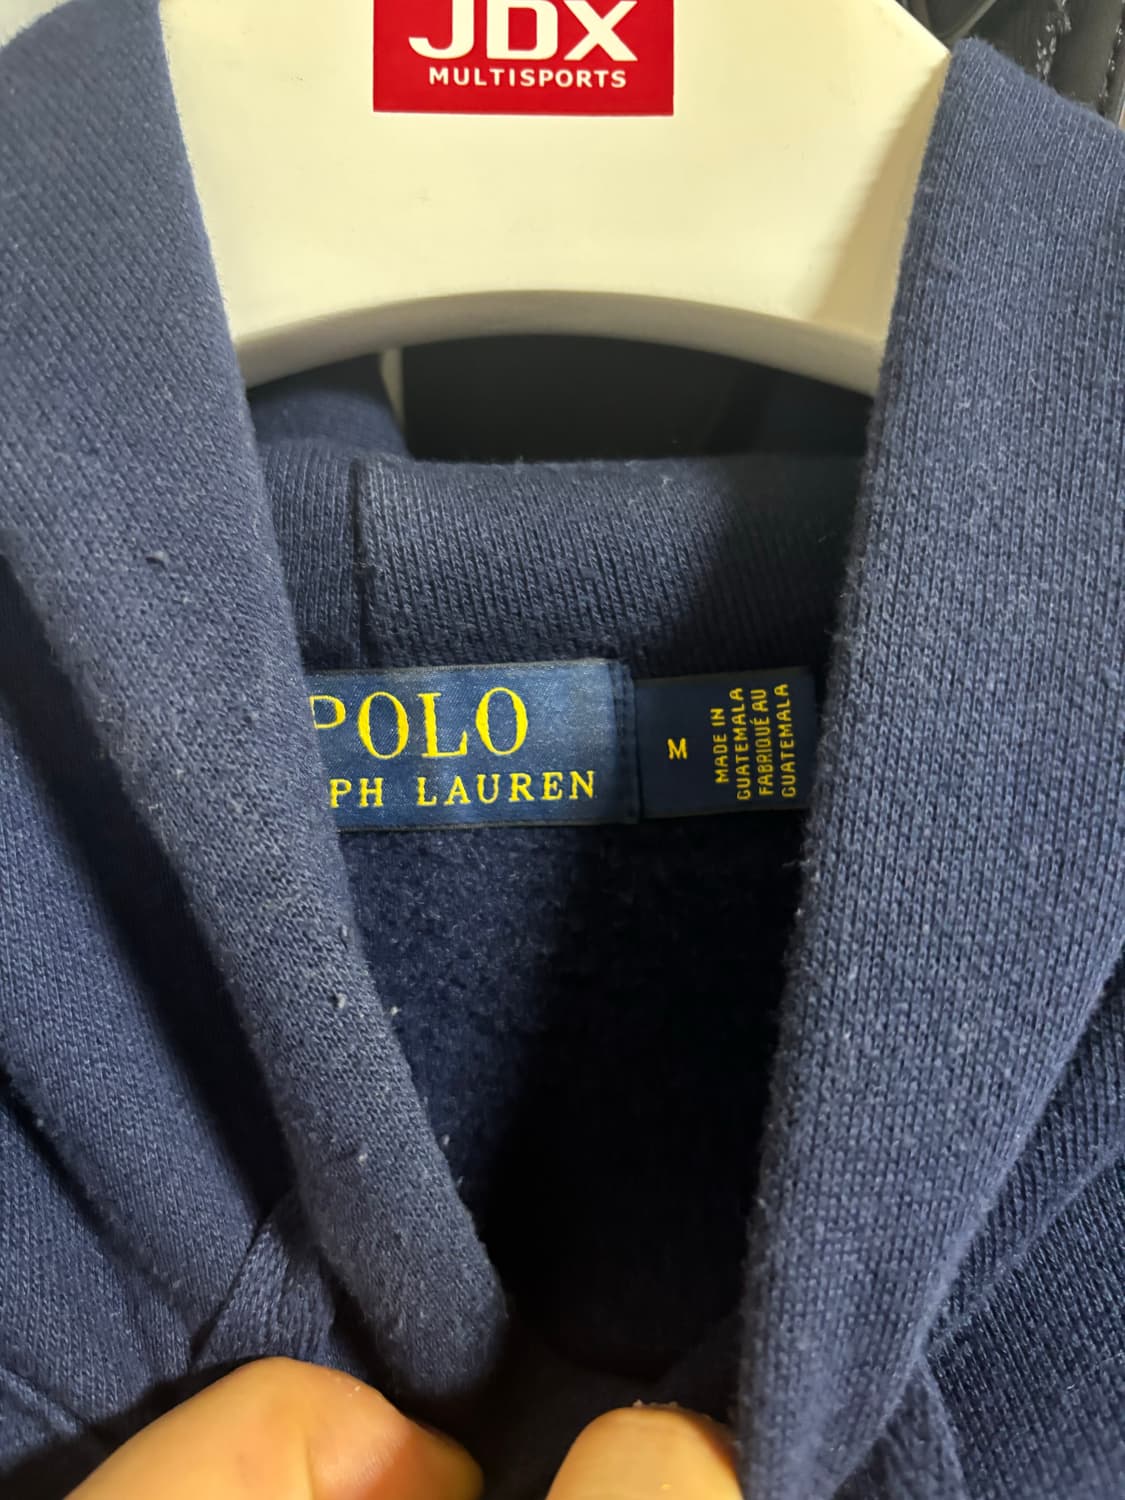 JDX
MULTISPORTS
POLO
PH LAUREN
M
MADE IN
GUATEMALA
FABRIQUÉ AU
GUATEMALA